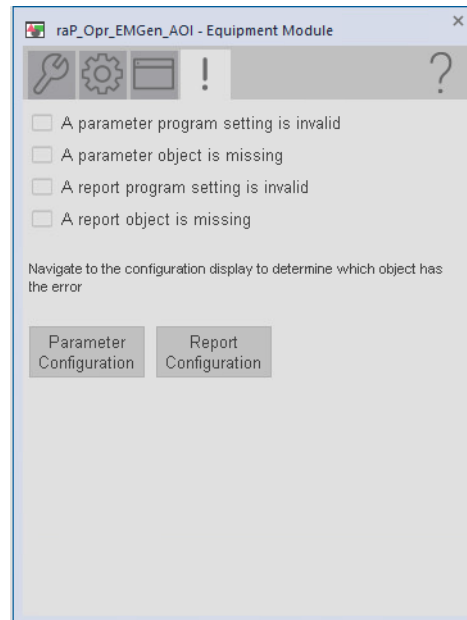 raP_Opr_EMGen_AOI - Equipment Module
A parameter program setting is invalid
A parameter object is missing
A report program setting is invalid
A report object is missing
Navigate to the configuration display to determine which object has
the error
Parameter
Configuration
Report
Configuration